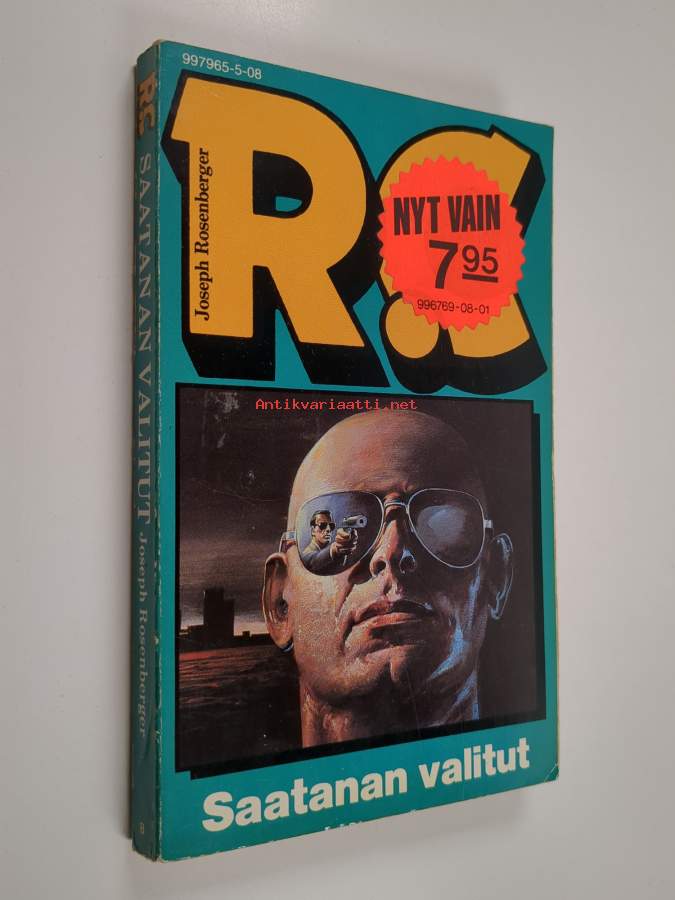 997965-5-08
R.C
Joseph Rosenberger
NYT VAIN
7 95
996769-08-01
Antikvariaatti.net
Saatanan valitut
R.C. SAATANAN VALITUT Joseph Rosenberger 8